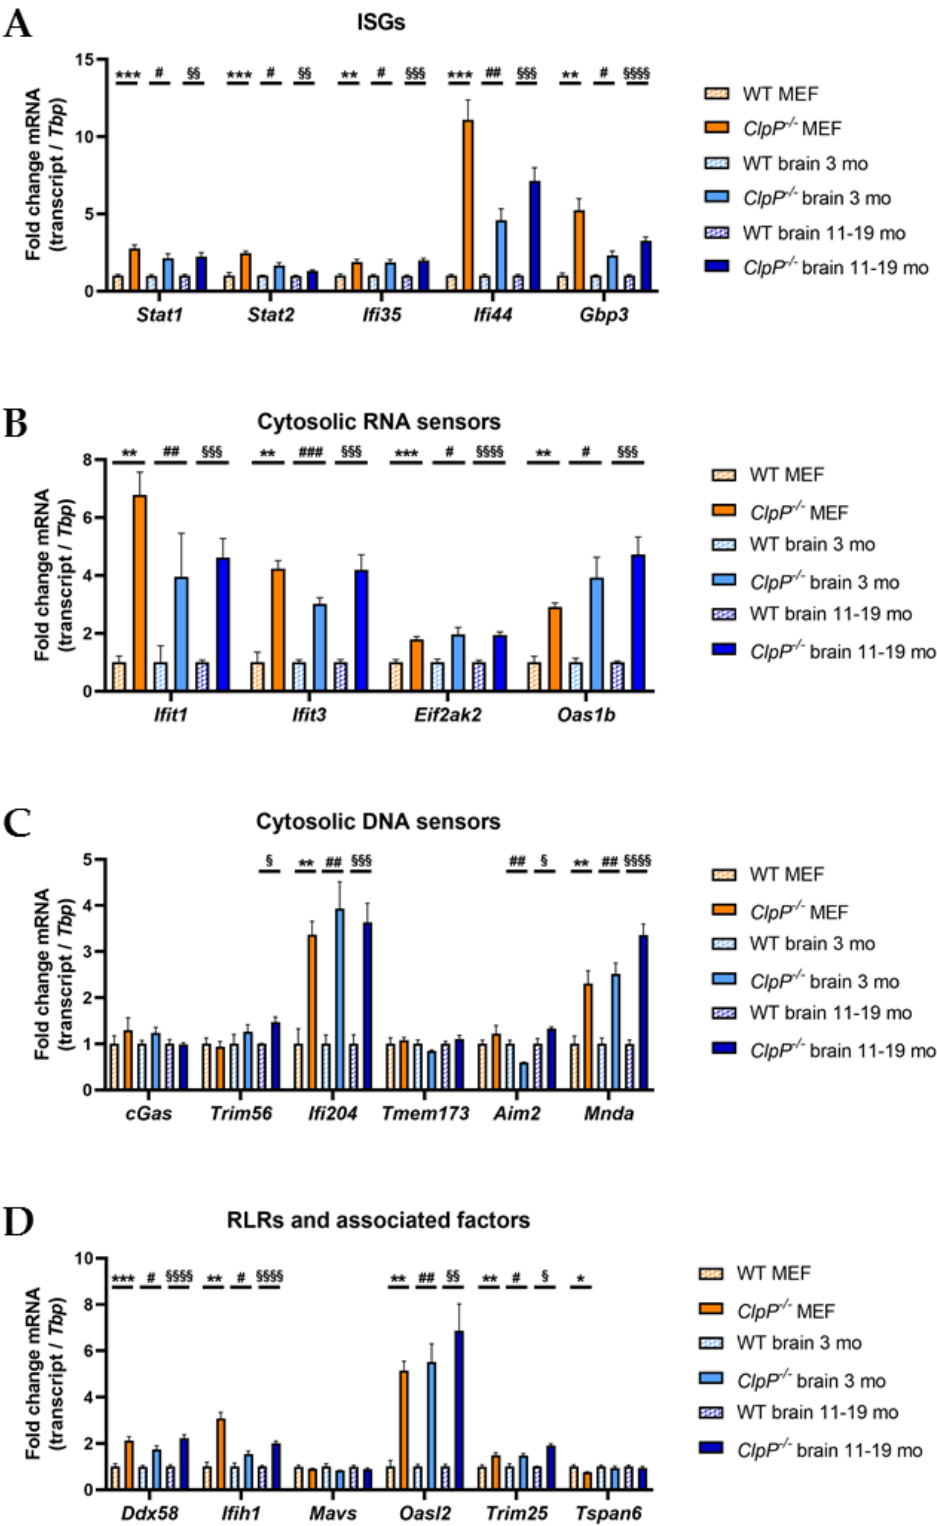 A
ISGs
Fold change mRNA
(transcript / Tbp)
15
10
5
0
*** # §§ *** # §§ ** # §§§ *** ## §§§ ** # §§§§
Stat1 Stat2 Ifi35 Ifi44 Gbp3
WT MEF
ClpP-/- MEF
WT brain 3 mo
ClpP-/- brain 3 mo
WT brain 11-19 mo
ClpP-/- brain 11-19 mo
B
Cytosolic RNA sensors
Fold change mRNA
(transcript / Tbp)
8
6
4
2
0
** ## §§§ ** ### §§§ *** # §§§§ ** # §§§
Ifit1 Ifit3 Eif2ak2 Oas1b
WT MEF
ClpP-/- MEF
WT brain 3 mo
ClpP-/- brain 3 mo
WT brain 11-19 mo
ClpP-/- brain 11-19 mo
C
Cytosolic DNA sensors
Fold change mRNA
(transcript / Tbp)
5
4
3
2
1
0
§ ** ## §§§ ## § ** ## §§§§
cGas Trim56 Ifi204 Tmem173 Aim2 Mnda
WT MEF
ClpP-/- MEF
WT brain 3 mo
ClpP-/- brain 3 mo
WT brain 11-19 mo
ClpP-/- brain 11-19 mo
D
RLRs and associated factors
Fold change mRNA
(transcript / Tbp)
10
8
6
4
2
0
*** # §§§§ ** # §§§§ ** ## §§ ** # § *
Ddx58 Ifih1 Mavs Oasl2 Trim25 Tspan6
WT MEF
ClpP-/- MEF
WT brain 3 mo
ClpP-/- brain 3 mo
WT brain 11-19 mo
ClpP-/- brain 11-19 mo